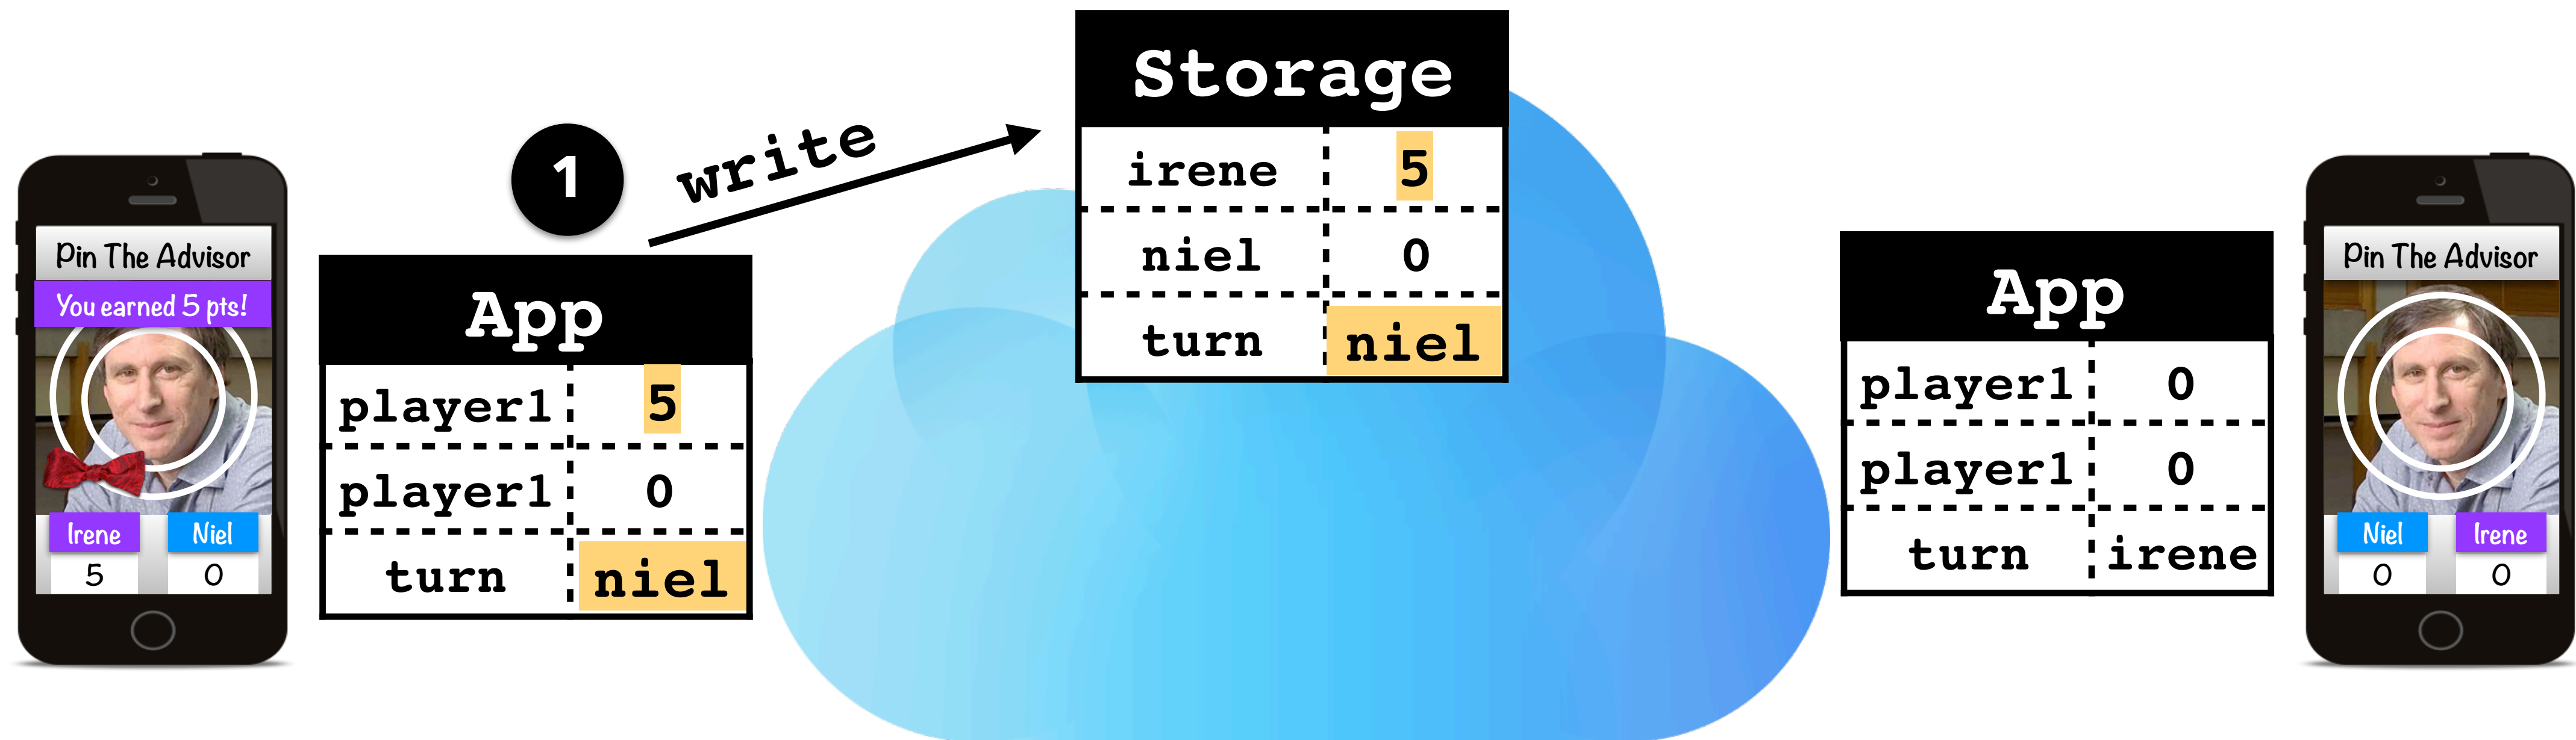 Pin The Advisor
You earned 5 pts!
Irene Niel
5 0
1
write
App
player1 5
player1 0
turn niel
Storage
irene 5
niel 0
turn niel
App
player1 0
player1 0
turn irene
Pin The Advisor
Niel Irene
0 0